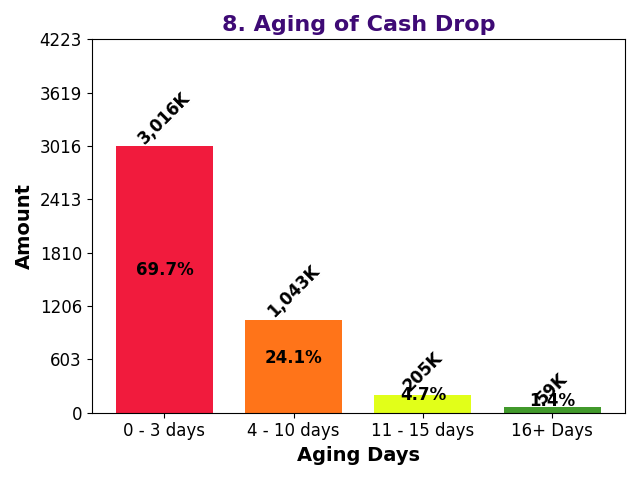 8. Aging of Cash Drop
Amount
4223
3619
3016
2413
1810
1206
603
0
3,016K
69.7%
1,043K
24.1%
205K
4.7%
59K
1.4%
0 - 3 days
4 - 10 days
11 - 15 days
16+ Days
Aging Days